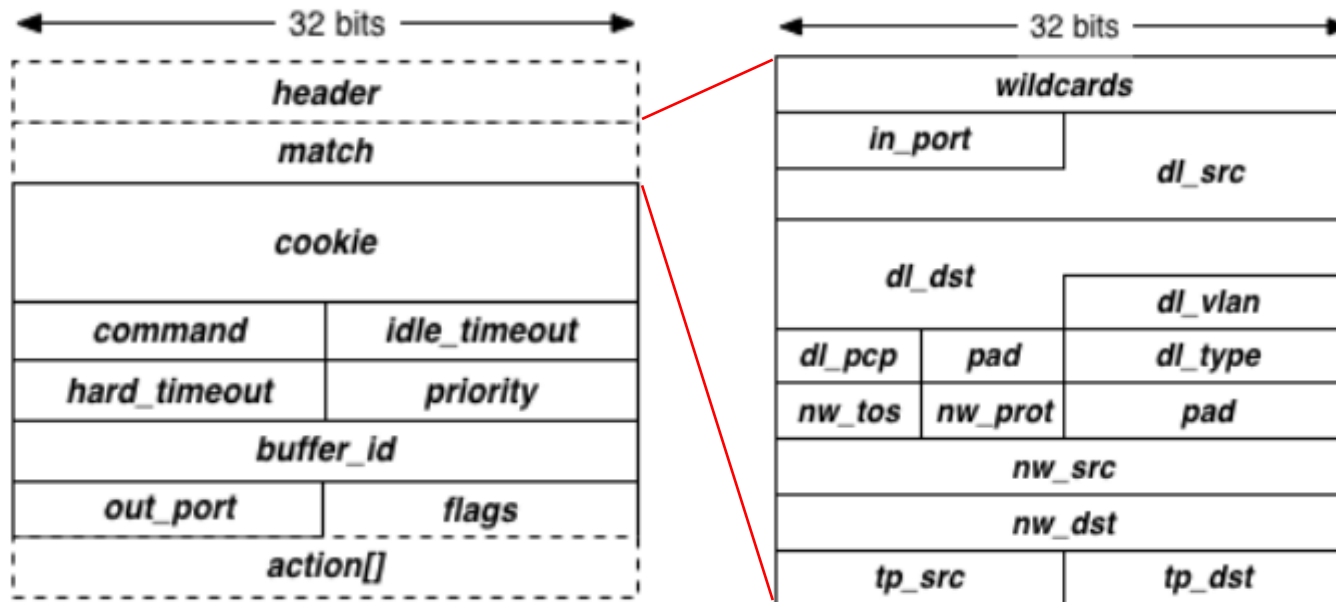 32 bits
header
match
cookie
command idle_timeout
hard_timeout priority
buffer_id
out_port flags
action[]
32 bits
wildcards
in_port
dl_src
dl_dst
dl_vlan
dl_pcp pad dl_type
nw_tos nw_prot pad
nw_src
nw_dst
tp_src tp_dst